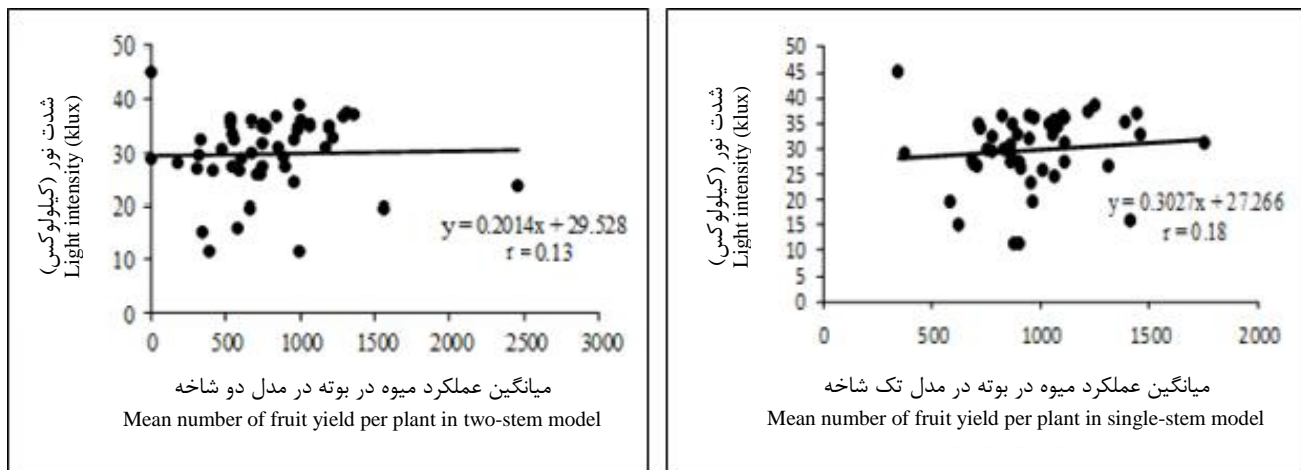 50
40
30
20
10
0
0 500 1000 1500 2000 2500 3000
شدت نور (کیلولوکس)
Light intensity (klux)
y = 0.2014x + 29.528
r = 0.13
میانگین عملکرد میوه در بوته در مدل دو شاخه
Mean number of fruit yield per plant in two-stem model
50
45
40
35
30
25
20
15
10
5
0
0 500 1000 1500 2000
شدت نور (کیلولوکس)
Light intensity (klux)
y = 0.3027x + 27.266
r = 0.18
میانگین عملکرد میوه در بوته در مدل تک شاخه
Mean number of fruit yield per plant in single-stem model